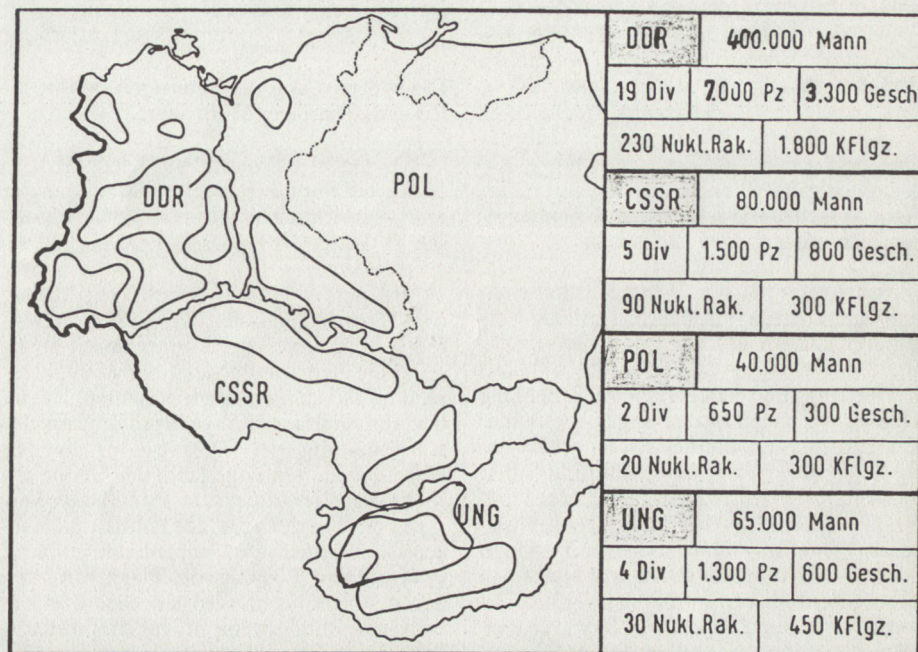 DDR
POL
CSSR
UNG
DDR 400.000 Mann
19 Div 7.000 Pz 3.300 Gesch
230 Nukl.Rak. 1.800 KFlgz.
CSSR 80.000 Mann
5 Div 1.500 Pz 800 Gesch.
90 Nukl.Rak. 300 KFlgz.
POL 40.000 Mann
2 Div 650 Pz 300 Gesch.
20 Nukl.Rak. 300 KFlgz.
UNG 65.000 Mann
4 Div 1.300 Pz 600 Gesch.
30 Nukl.Rak. 450 KFlgz.